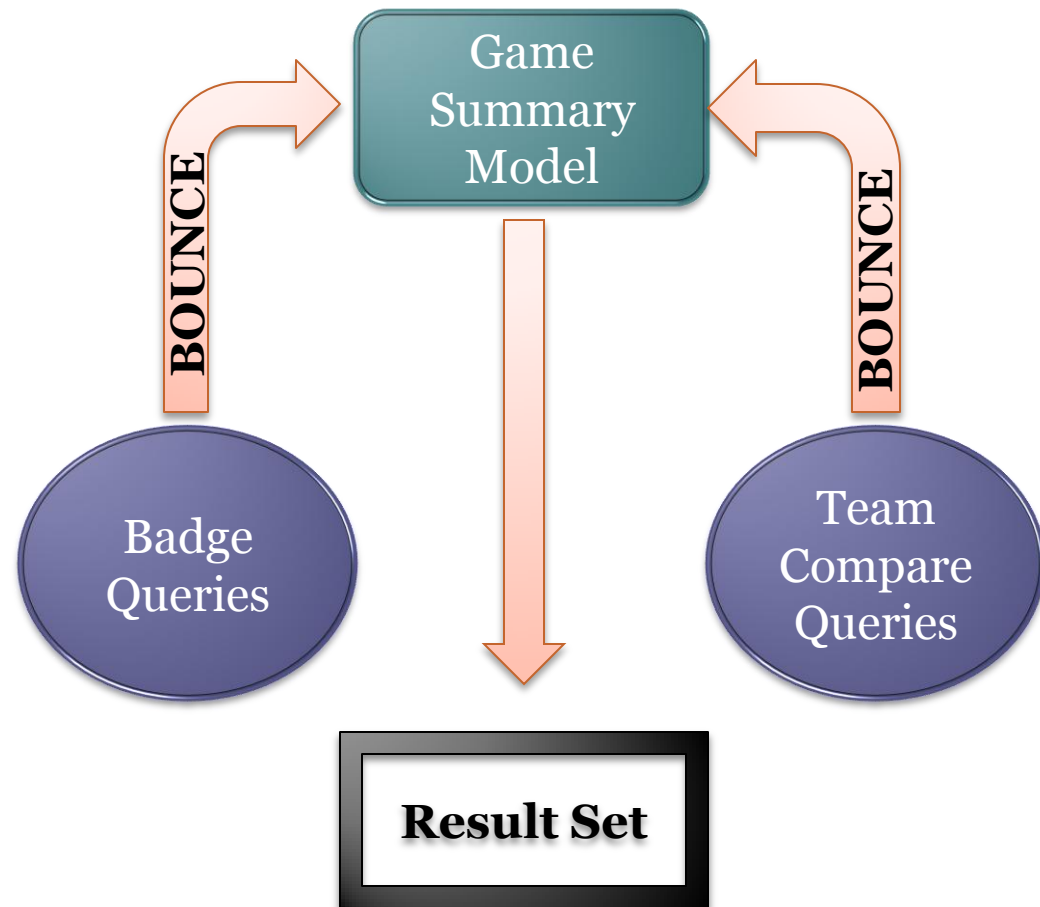 Game
Summary
Model
BOUNCE
BOUNCE
Badge
Queries
Team
Compare
Queries
Result Set